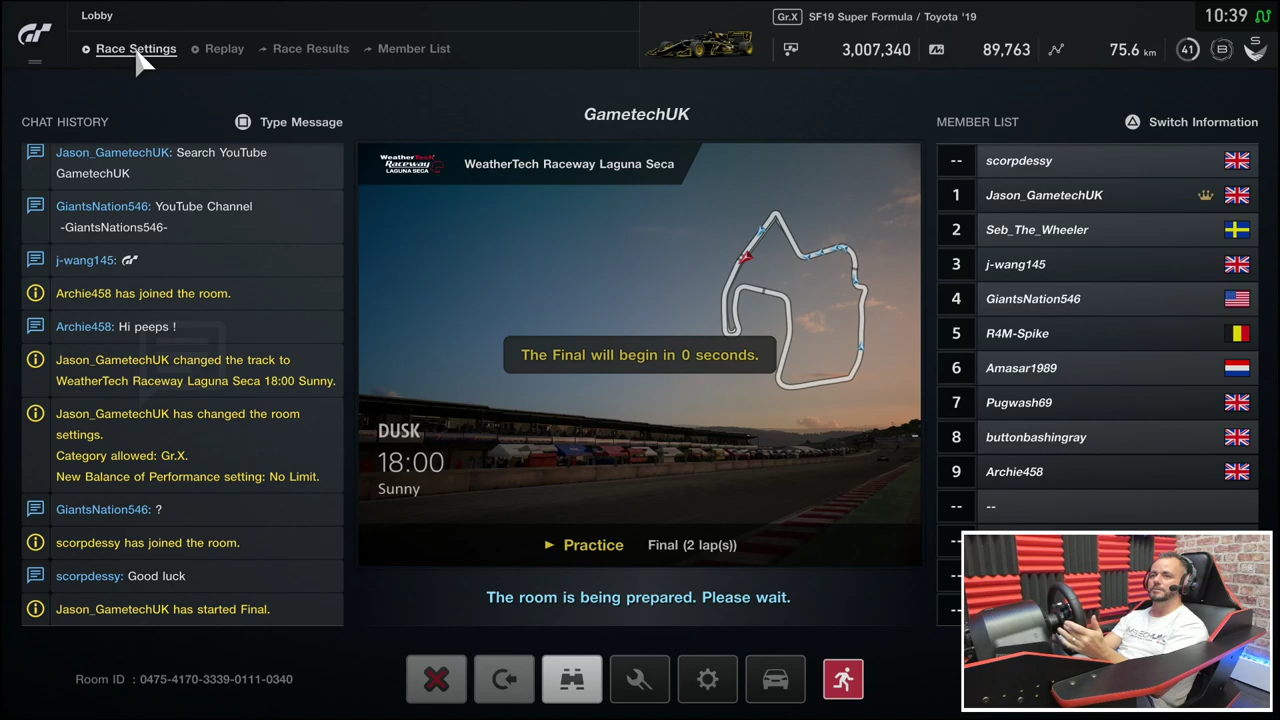 Lobby
Race Settings
Replay
Race Results
Member List
Gr.X SF19 Super Formula / Toyota '19
3,007,340
89,763
75.6 km
41
B
S
10:39
CHAT HISTORY
Type Message
Jason_GametechUK: Search YouTube
GametechUK
GiantsNation546: YouTube Channel
-GiantsNations546-
j-wang145:
Archie458 has joined the room.
Archie458: Hi peeps !
Jason_GametechUK changed the track to
WeatherTech Raceway Laguna Seca 18:00 Sunny.
Jason_GametechUK has changed the room
settings.
Category allowed: Gr.X.
New Balance of Performance setting: No Limit.
GiantsNation546: ?
scorpdessy has joined the room.
scorpdessy: Good luck
Jason_GametechUK has started Final.
Room ID : 0475-4170-3339-0111-0340
GametechUK
WeatherTech
Raceway
LAGUNA SECA
WeatherTech Raceway Laguna Seca
The Final will begin in 0 seconds.
DUSK
18:00
Sunny
Practice Final (2 lap(s))
The room is being prepared. Please wait.
MEMBER LIST
Switch Information
-- scorpdessy
1 Jason_GametechUK
2 Seb_The_Wheeler
3 j-wang145
4 GiantsNation546
5 R4M-Spike
6 Amasar1989
7 Pugwash69
8 buttonbashingray
9 Archie458
-- --
--
--
--